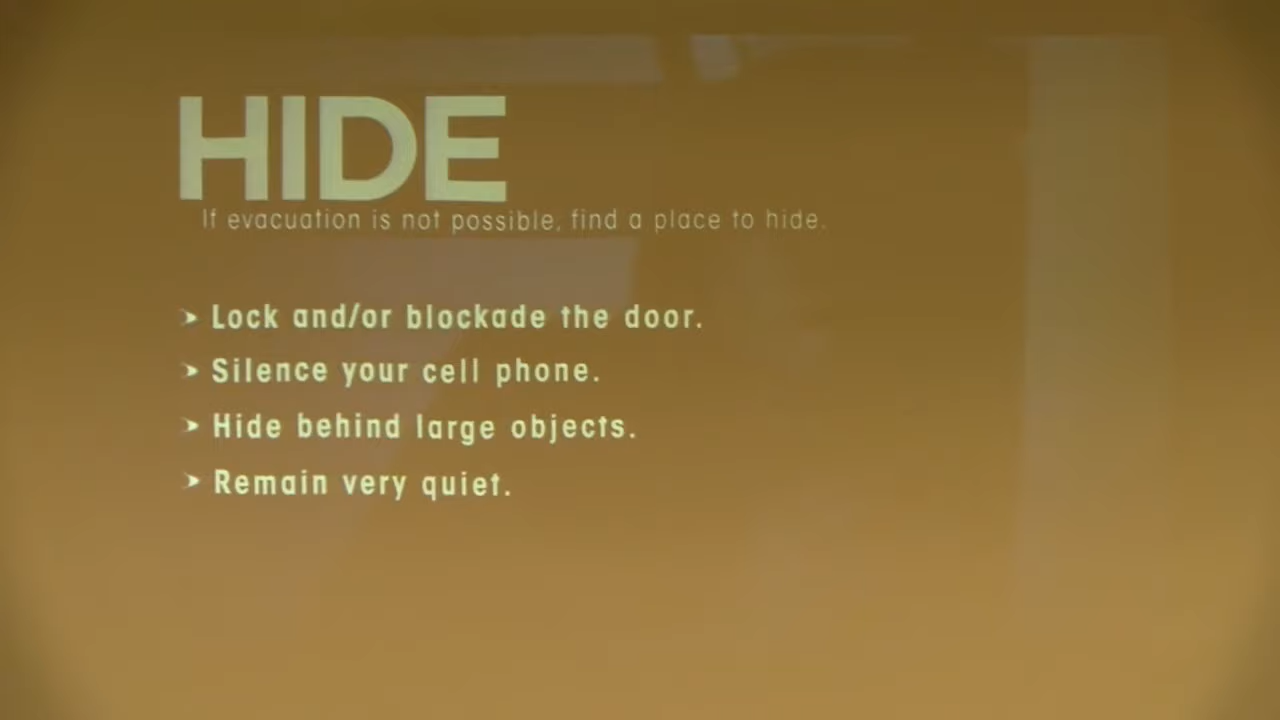 HIDE
If evacuation is not possible, find a place to hide.
➤ Lock and/or blockade the door.
➤ Silence your cell phone.
➤ Hide behind large objects.
➤ Remain very quiet.